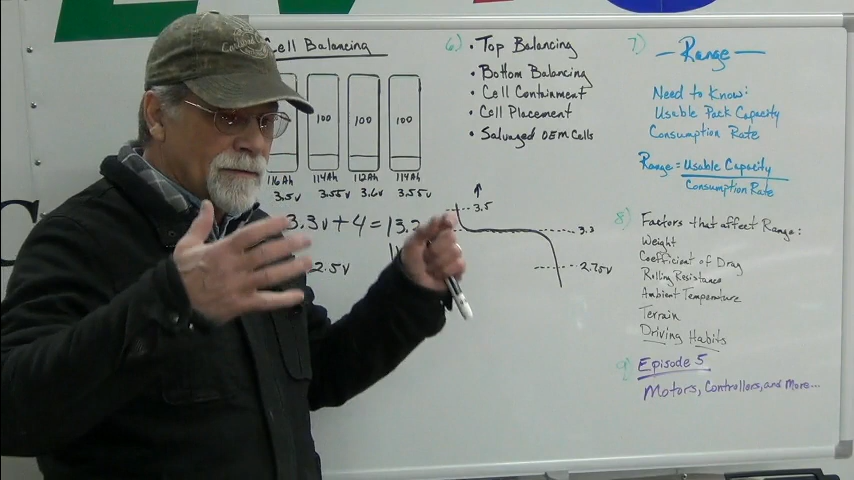 Cell Balancing
100
100
100
116Ah
114Ah
112Ah
114Ah
3.5v
3.55v
3.6v
3.55v
3.3v+4=13.2
2.5v
6)
• Top Balancing
• Bottom Balancing
• Cell Containment
• Cell Placement
• Salvaged OEM Cells
3.5
3.3
2.70v
7)
- Range -
Need to Know:
Usable Pack Capacity
Consumption Rate
Range = Usable Capacity
Consumption Rate
8)
Factors that affect Range:
Weight
Coefficient of Drag
Rolling Resistance
Ambient Temperature
Terrain
Driving Habits
9)
Episode 5
Motors, Controllers, and More...